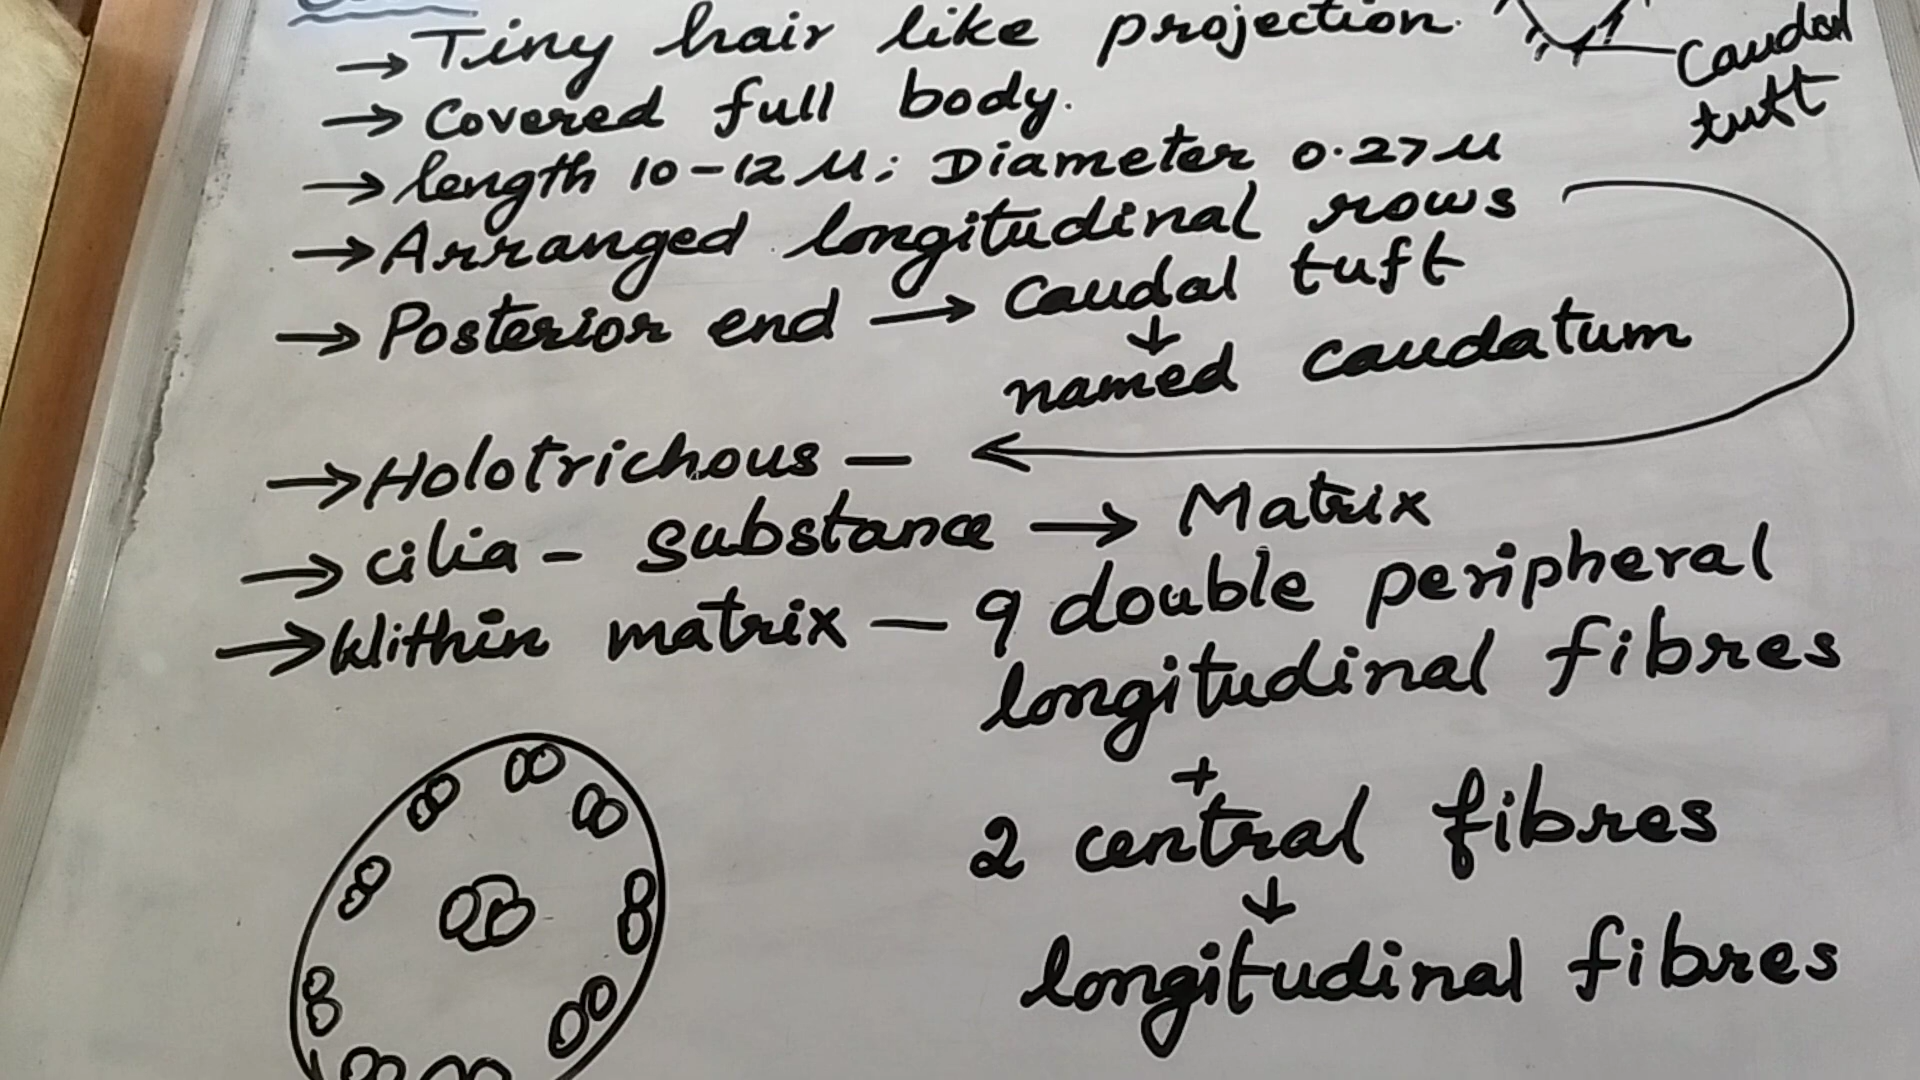 → Tiny hair like projection.
Caudal
tuft
→ Covered full body.
→ length 10-12 µ; Diameter 0.27 µ
→ Arranged longitudinal rows
→ Posterior end → Caudal tuft
↓
named caudatum
→ Holotrichous —
→ cilia - substance → Matrix
→ Within matrix — 9 double peripheral
longitudinal fibres
+
2 central fibres
↓
longitudinal fibres